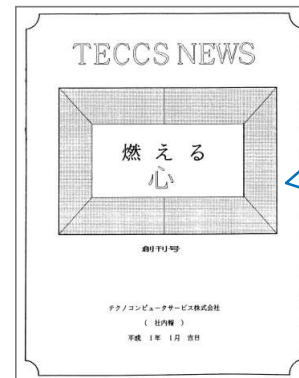 TECCS NEWS
燃える
心
創刊号
テクノコンピュータサービス株式会社
( 社内報 )
平成 1年 1月 吉日